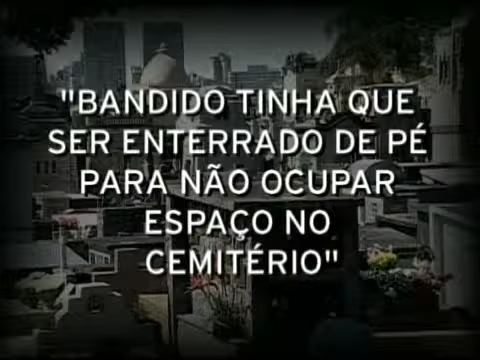 "BANDIDO TINHA QUE
SER ENTERRADO DE PÉ
PARA NÃO OCUPAR
ESPAÇO NO
CEMITÉRIO"